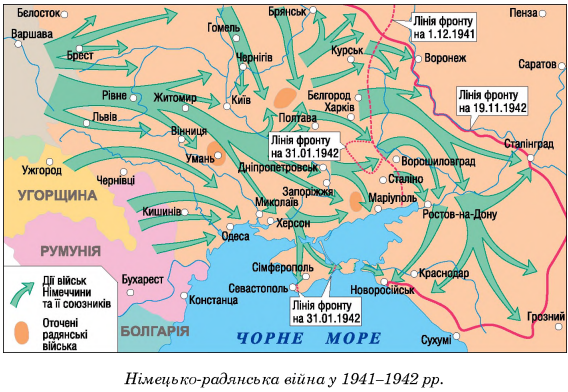 Білосток
Брянськ
Пенза
Варшава
Гомель
Лінія фронту
на 1.12.1941
Брест
Чернігів
Курськ
Воронеж
Саратов
Рівне
Житомир
Київ
Бєлгород
Харків
Лінія фронту
на 19.11.1942
Львів
Полтава
Вінниця
Лінія фронту
на 31.01.1942
Сталінград
Умань
Ворошиловград
Ужгород
Дніпропетровськ
Чернівці
Сталіно
Запоріжжя
УГОРЩИНА
Маріуполь
Миколаїв
Ростов-на-Дону
Кишинів
Херсон
Одеса
РУМУНІЯ
Дії військ
Німеччини
та її союзників
Бухарест
Сімферополь
Краснодар
Севастополь
Новоросійськ
Констанца
Оточені
радянські
війська
Лінія фронту
на 31.01.1942
Грозний
БОЛГАРІЯ
ЧОРНЕ МОРЕ
Сухумі
Німецько-радянська війна у 1941–1942 рр.